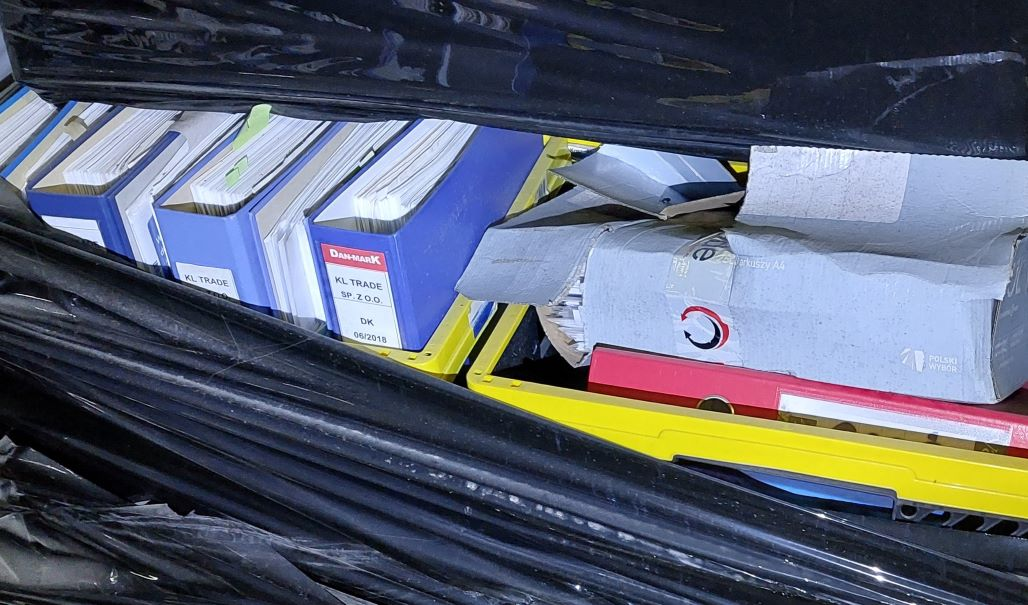 KL TRADE
DAN-MARK
KL TRADE
SP. Z O.O.
DK
06/2018
arkuszy A4
POLSKI
WYBÓR